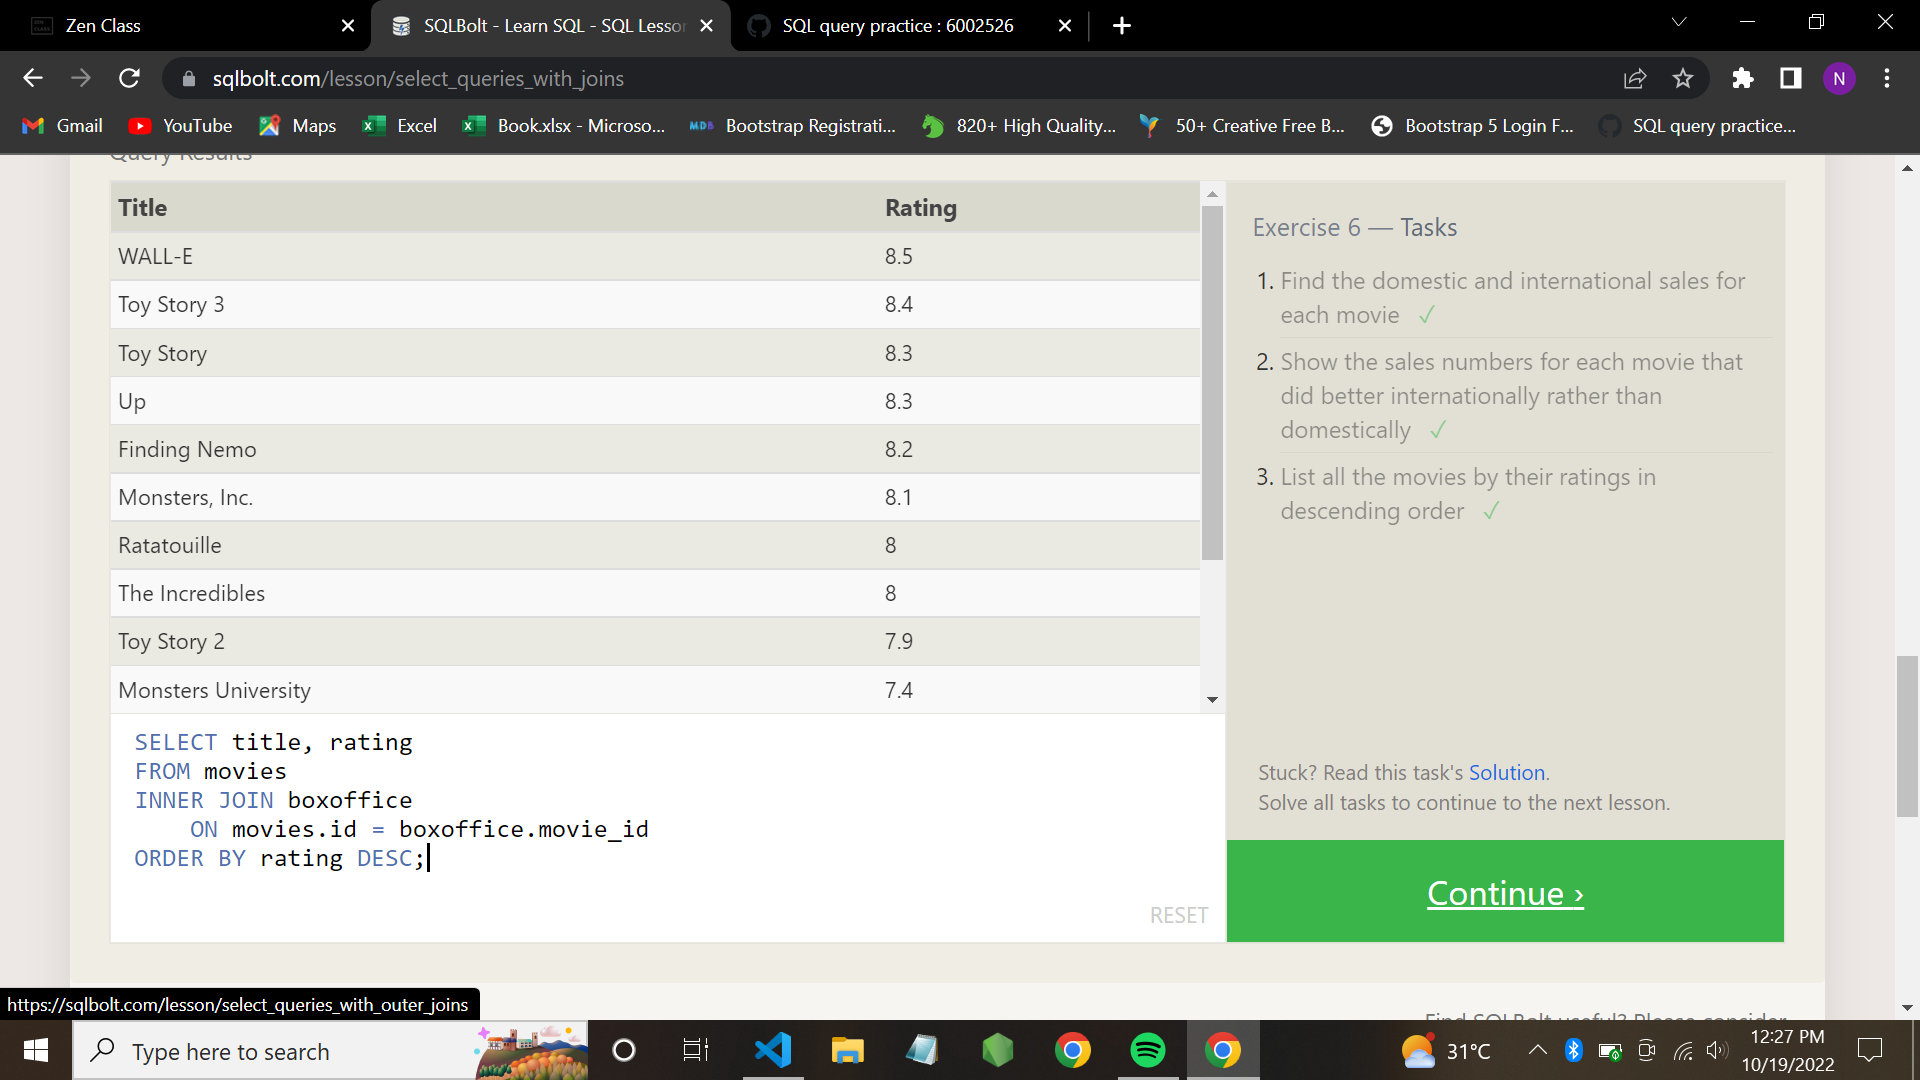 Zen Class
SQLBolt - Learn SQL - SQL Lesso
SQL query practice : 6002526
sqlbolt.com/lesson/select_queries_with_joins
N
Gmail
YouTube
Maps
Excel
Book.xlsx - Microso...
MDB
Bootstrap Registrati...
820+ High Quality...
50+ Creative Free B...
Bootstrap 5 Login F...
SQL query practice...
Query Results
Title Rating
WALL-E 8.5
Toy Story 3 8.4
Toy Story 8.3
Up 8.3
Finding Nemo 8.2
Monsters, Inc. 8.1
Ratatouille 8
The Incredibles 8
Toy Story 2 7.9
Monsters University 7.4
SELECT title, rating
FROM movies
INNER JOIN boxoffice
ON movies.id = boxoffice.movie_id
ORDER BY rating DESC;
RESET
Exercise 6 — Tasks
1. Find the domestic and international sales for
each movie ✓
2. Show the sales numbers for each movie that
did better internationally rather than
domestically ✓
3. List all the movies by their ratings in
descending order ✓
Stuck? Read this task's Solution.
Solve all tasks to continue to the next lesson.
Continue ›
Find SQLBolt useful? Please consider
https://sqlbolt.com/lesson/select_queries_with_outer_joins
Type here to search
31°C
12:27 PM
10/19/2022